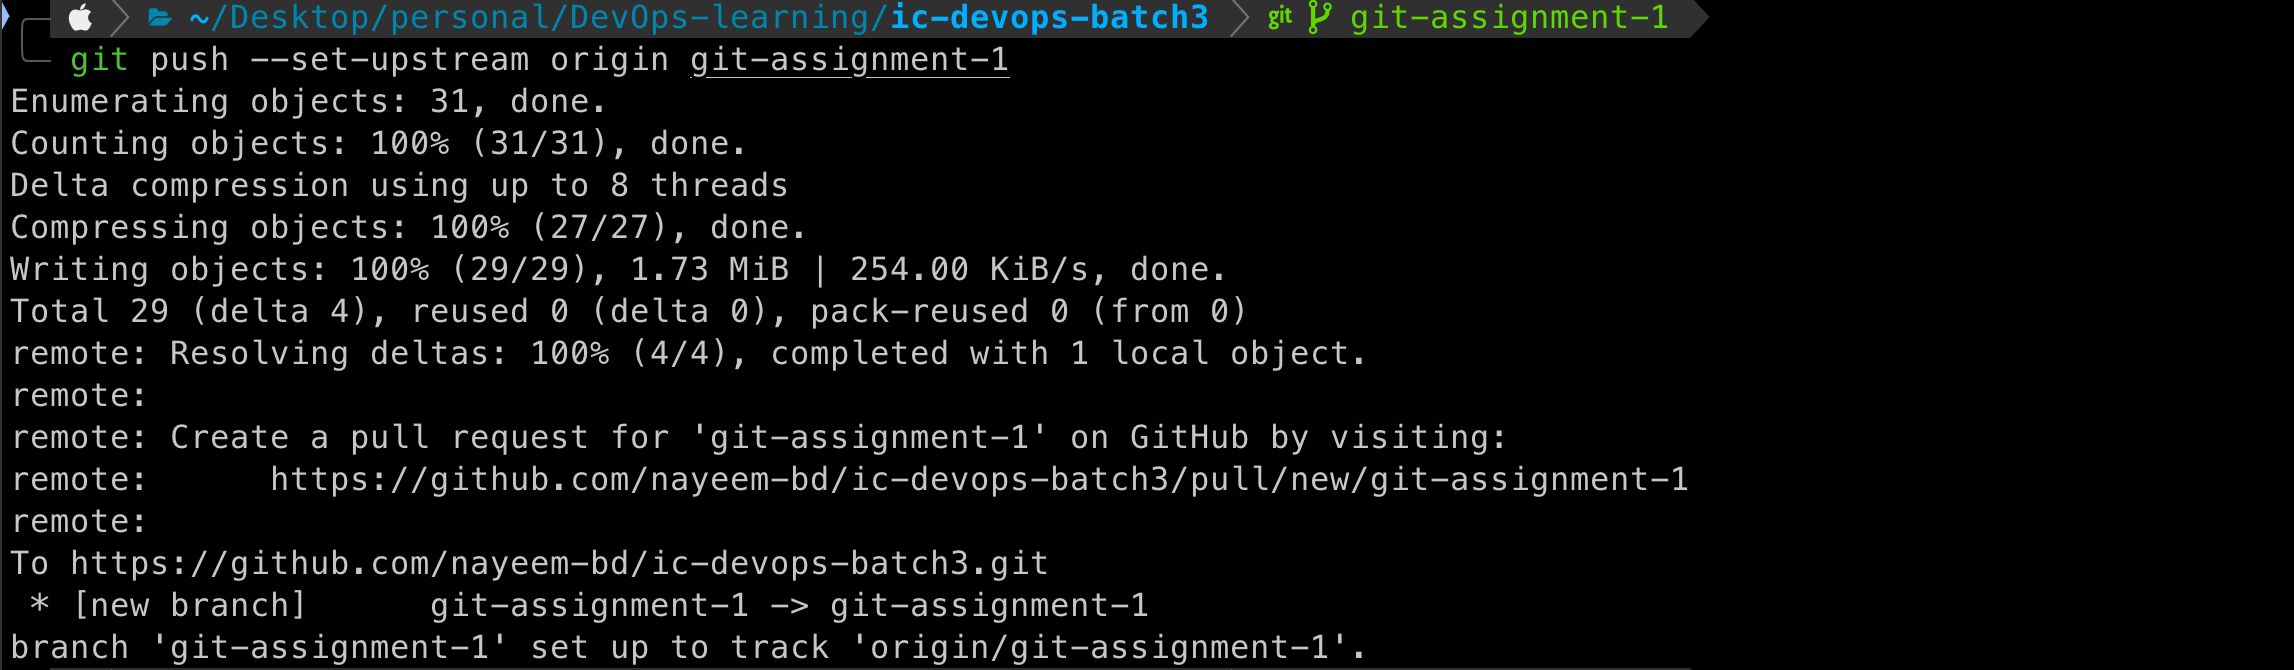 ~/Desktop/personal/DevOps-learning/ic-devops-batch3 git git-assignment-1
git push --set-upstream origin git-assignment-1
Enumerating objects: 31, done.
Counting objects: 100% (31/31), done.
Delta compression using up to 8 threads
Compressing objects: 100% (27/27), done.
Writing objects: 100% (29/29), 1.73 MiB | 254.00 KiB/s, done.
Total 29 (delta 4), reused 0 (delta 0), pack-reused 0 (from 0)
remote: Resolving deltas: 100% (4/4), completed with 1 local object.
remote:
remote: Create a pull request for 'git-assignment-1' on GitHub by visiting:
remote:      https://github.com/nayeem-bd/ic-devops-batch3/pull/new/git-assignment-1
remote:
To https://github.com/nayeem-bd/ic-devops-batch3.git
 * [new branch]      git-assignment-1 -> git-assignment-1
branch 'git-assignment-1' set up to track 'origin/git-assignment-1'.